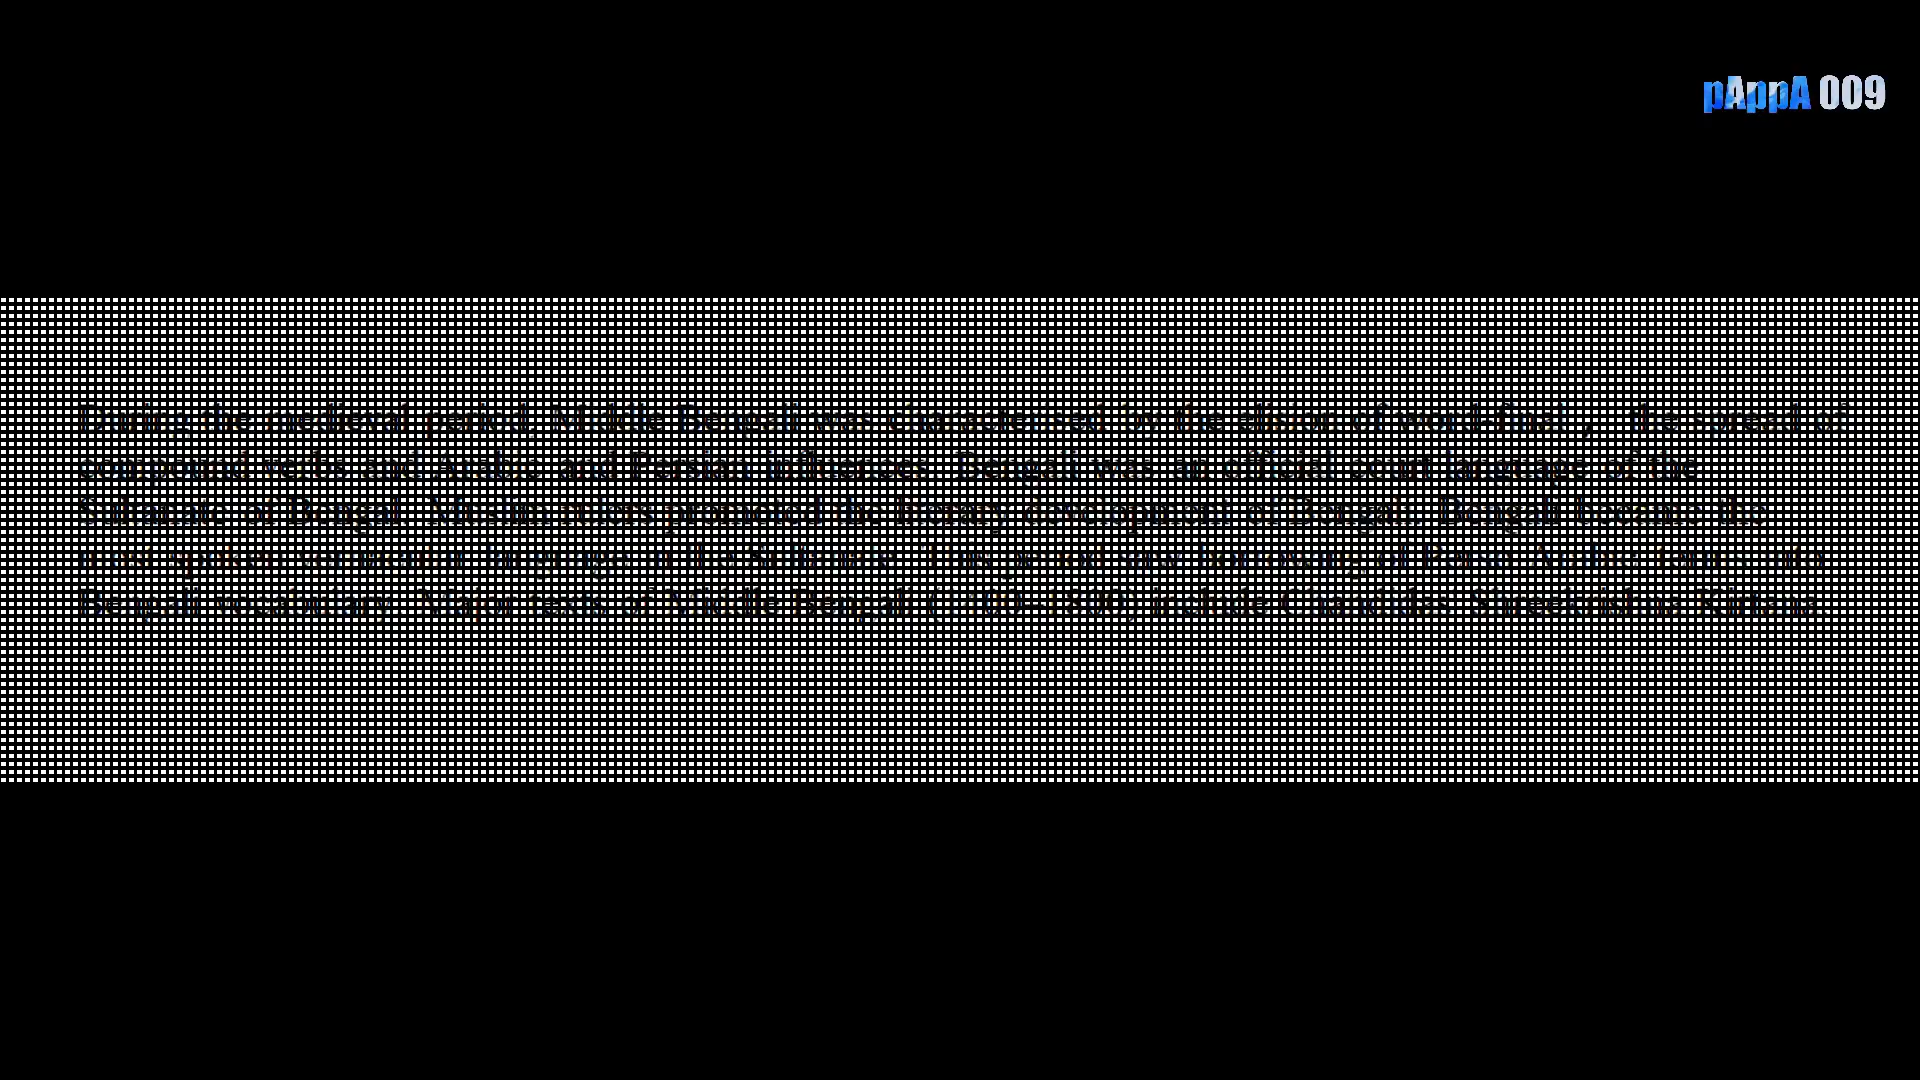 pAppA 009
During the medieval period, Middle Bengali was characterised by the elision of word-final , the spread of
compound verbs and Arabic and Persian influences. Bengali was an official court language of the
Sultanate of Bengal. Muslim rulers promoted the literary development of Bengali. Bengali became the
most spoken vernacular language in the Sultanate. This period saw borrowing of Perso-Arabic terms into
Bengali vocabulary. Major texts of Middle Bengali (1400–1800) include Chandidas' Shreekrishna Kirtana.